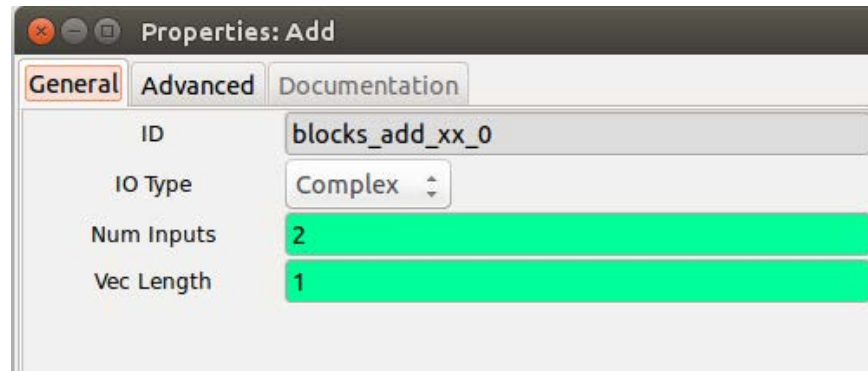 Properties: Add
General Advanced Documentation
ID blocks_add_xx_0
IO Type Complex
Num Inputs 2
Vec Length 1